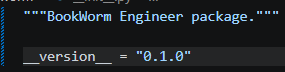 """BookWorm Engineer package."""
__version__ = "0.1.0"